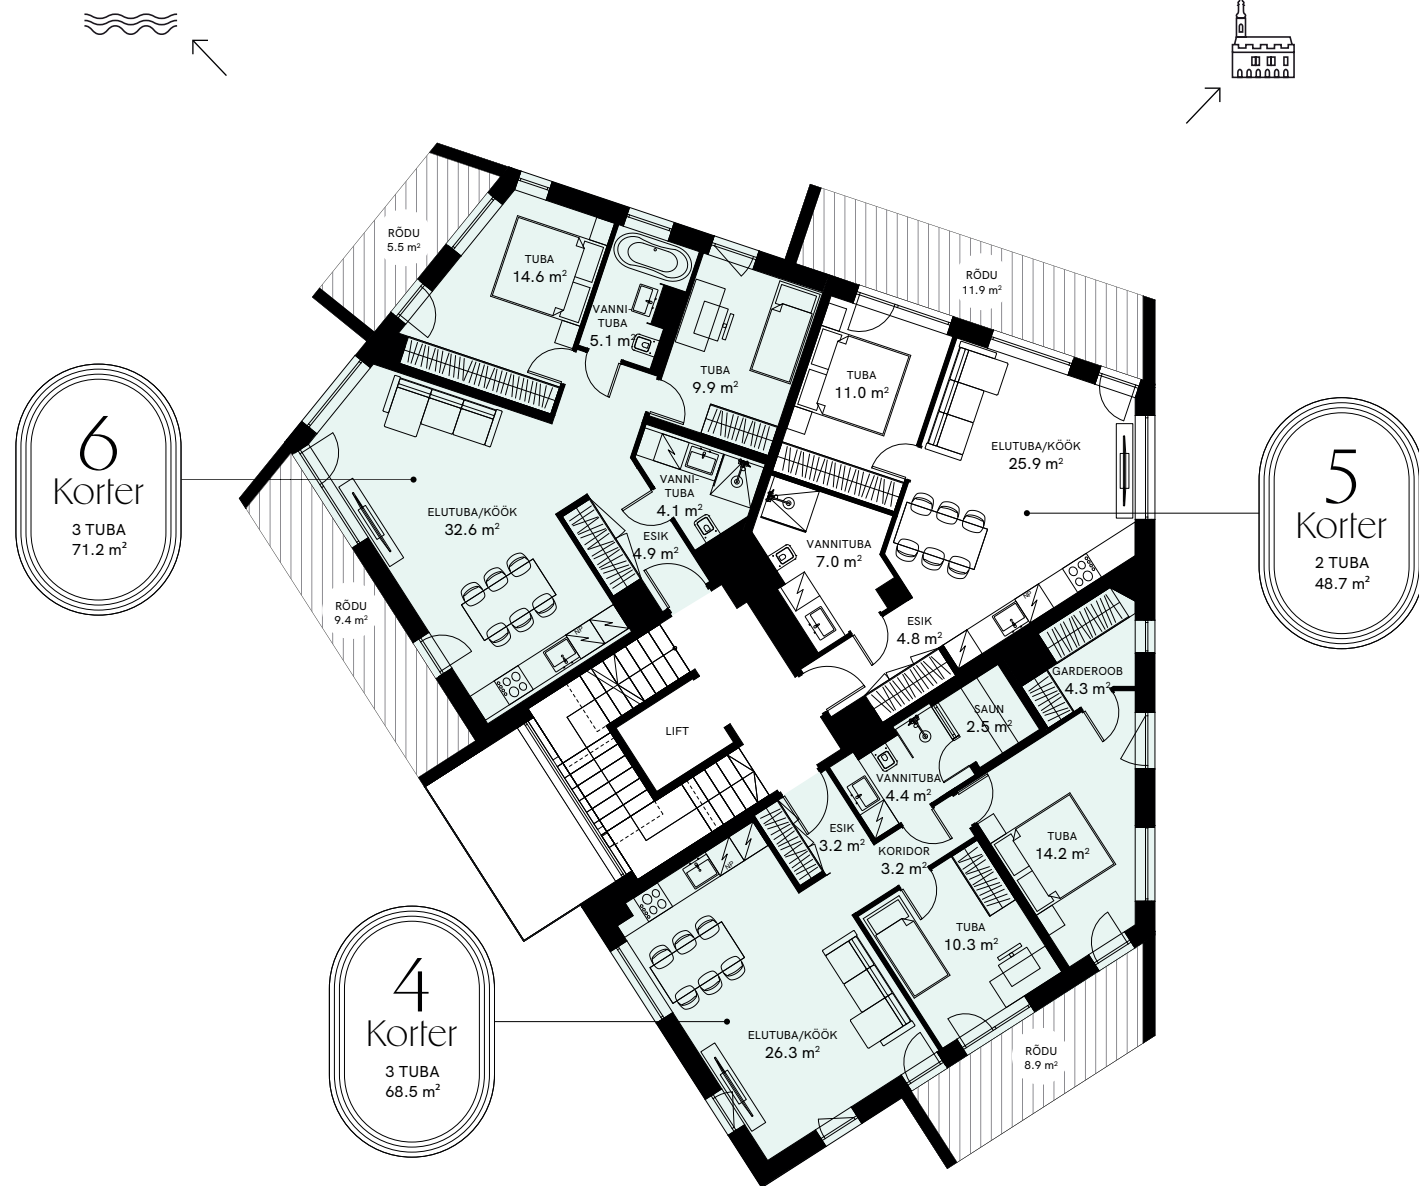 RÕDU
5.5 m²
TUBA
14.6 m²
VANNI-
TUBA
5.1 m²
TUBA
9.9 m²
RÕDU
11.9 m²
TUBA
11.0 m²
ELUTUBA/KÖÖK
25.9 m²
6
Korter
3 TUBA
71.2 m²
ELUTUBA/KÖÖK
32.6 m²
VANNI-
TUBA
4.1 m²
ESIK
4.9 m²
VANNITUBA
7.0 m²
5
Korter
2 TUBA
48.7 m²
RÕDU
9.4 m²
NP
NP
ESIK
4.8 m²
GARDEROOB
4.3 m²
SAUN
2.5 m²
LIFT
VANNITUBA
4.4 m²
ESIK
3.2 m²
KORIDOR
3.2 m²
TUBA
14.2 m²
NP
TUBA
10.3 m²
4
Korter
3 TUBA
68.5 m²
ELUTUBA/KÖÖK
26.3 m²
RÕDU
8.9 m²